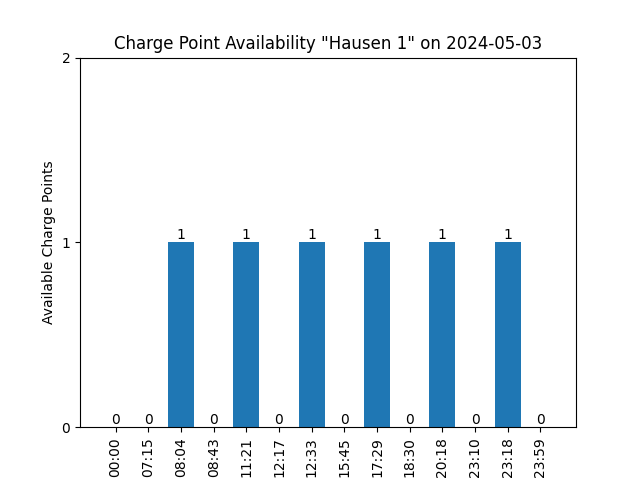 Charge Point Availability "Hausen 1" on 2024-05-03
Available Charge Points
2
1
0
0 0 1 0 1 0 1 0 1 0 1 0 1 0
00:00 07:15 08:04 08:43 11:21 12:17 12:33 15:45 17:29 18:30 20:18 23:10 23:18 23:59